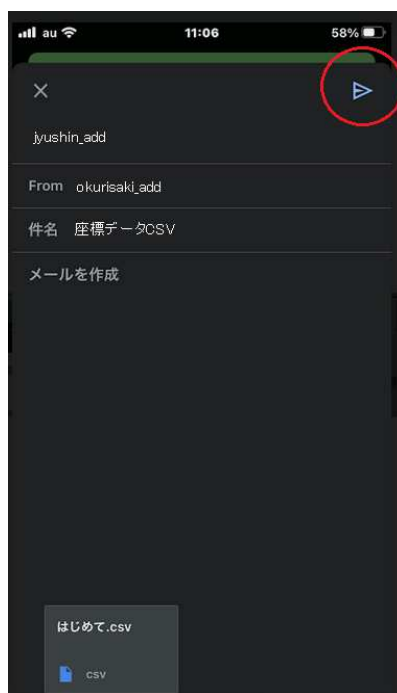 au 11:06 58%
jyushin_add
From okurisaki_add
件名 座標データCSV
メールを作成
はじめて.csv
csv